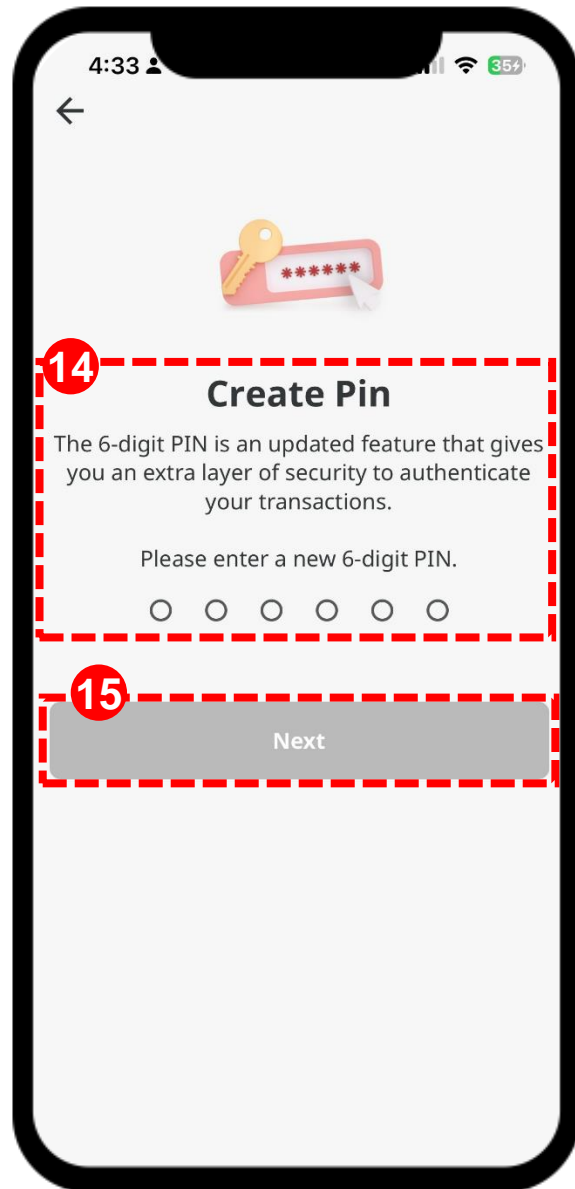 4:33
35
******
14
Create Pin
The 6-digit PIN is an updated feature that gives
you an extra layer of security to authenticate
your transactions.
Please enter a new 6-digit PIN.
15
Next